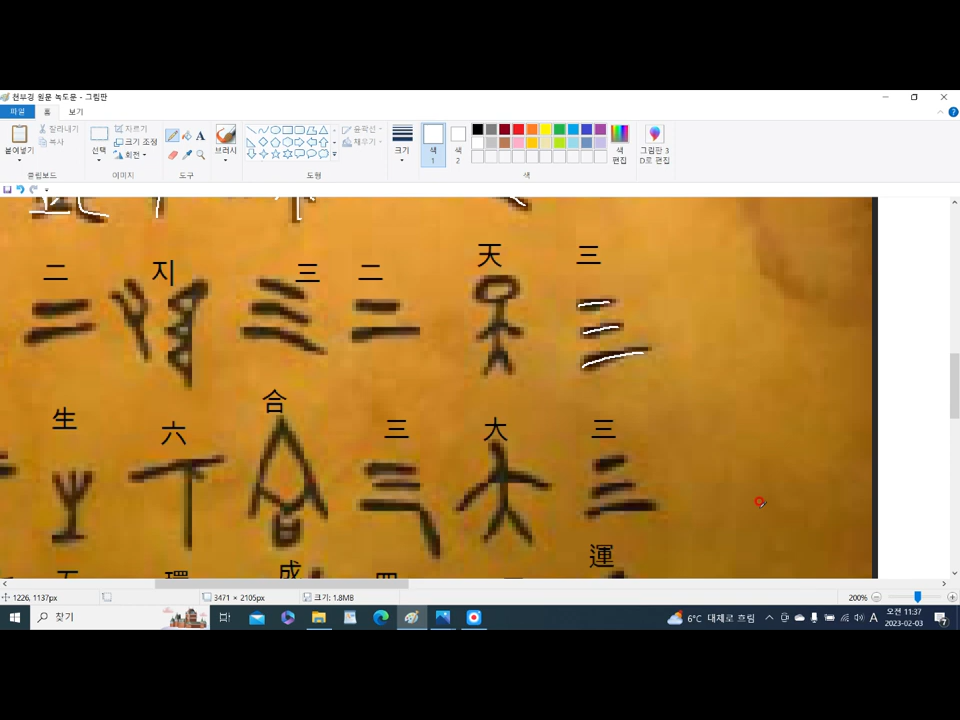 천부경 원문 녹도문 - 그림판
파일 홈 보기
붙여넣기 잘라내기 복사 선택 자르기 크기 조정 회전 브러시 윤곽선 채우기 크기 색 1 색 2 색 편집 그림판 3D로 편집
클립보드 이미지 도구 도형 색
二 지 三 二 天 三
生 六 合 三 大 三
成 運
1226, 1137px 3471 × 2105px 크기: 1.8MB 200%
찾기 6°C 대체로 흐림 A 오전 11:37
2023-02-03